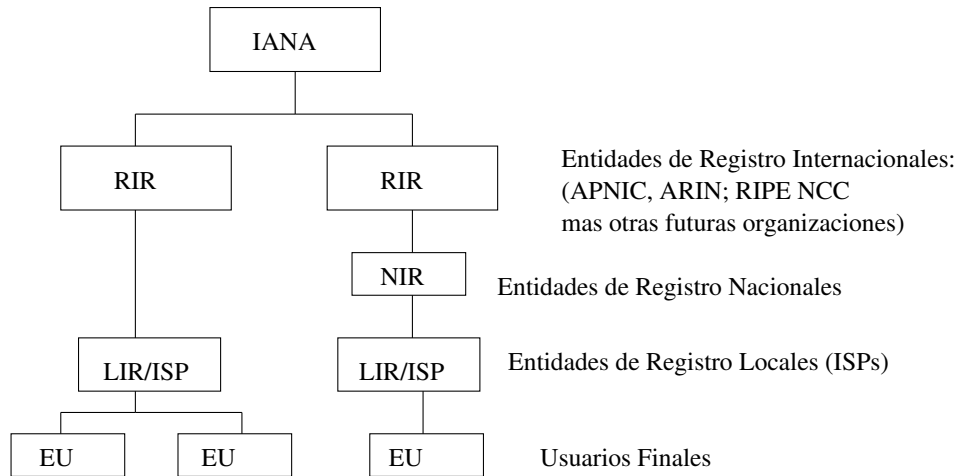 IANA
RIR
RIR
Entidades de Registro Internacionales:
(APNIC, ARIN; RIPE NCC
mas otras futuras organizaciones)
NIR
Entidades de Registro Nacionales
LIR/ISP
LIR/ISP
Entidades de Registro Locales (ISPs)
EU
EU
EU
Usuarios Finales